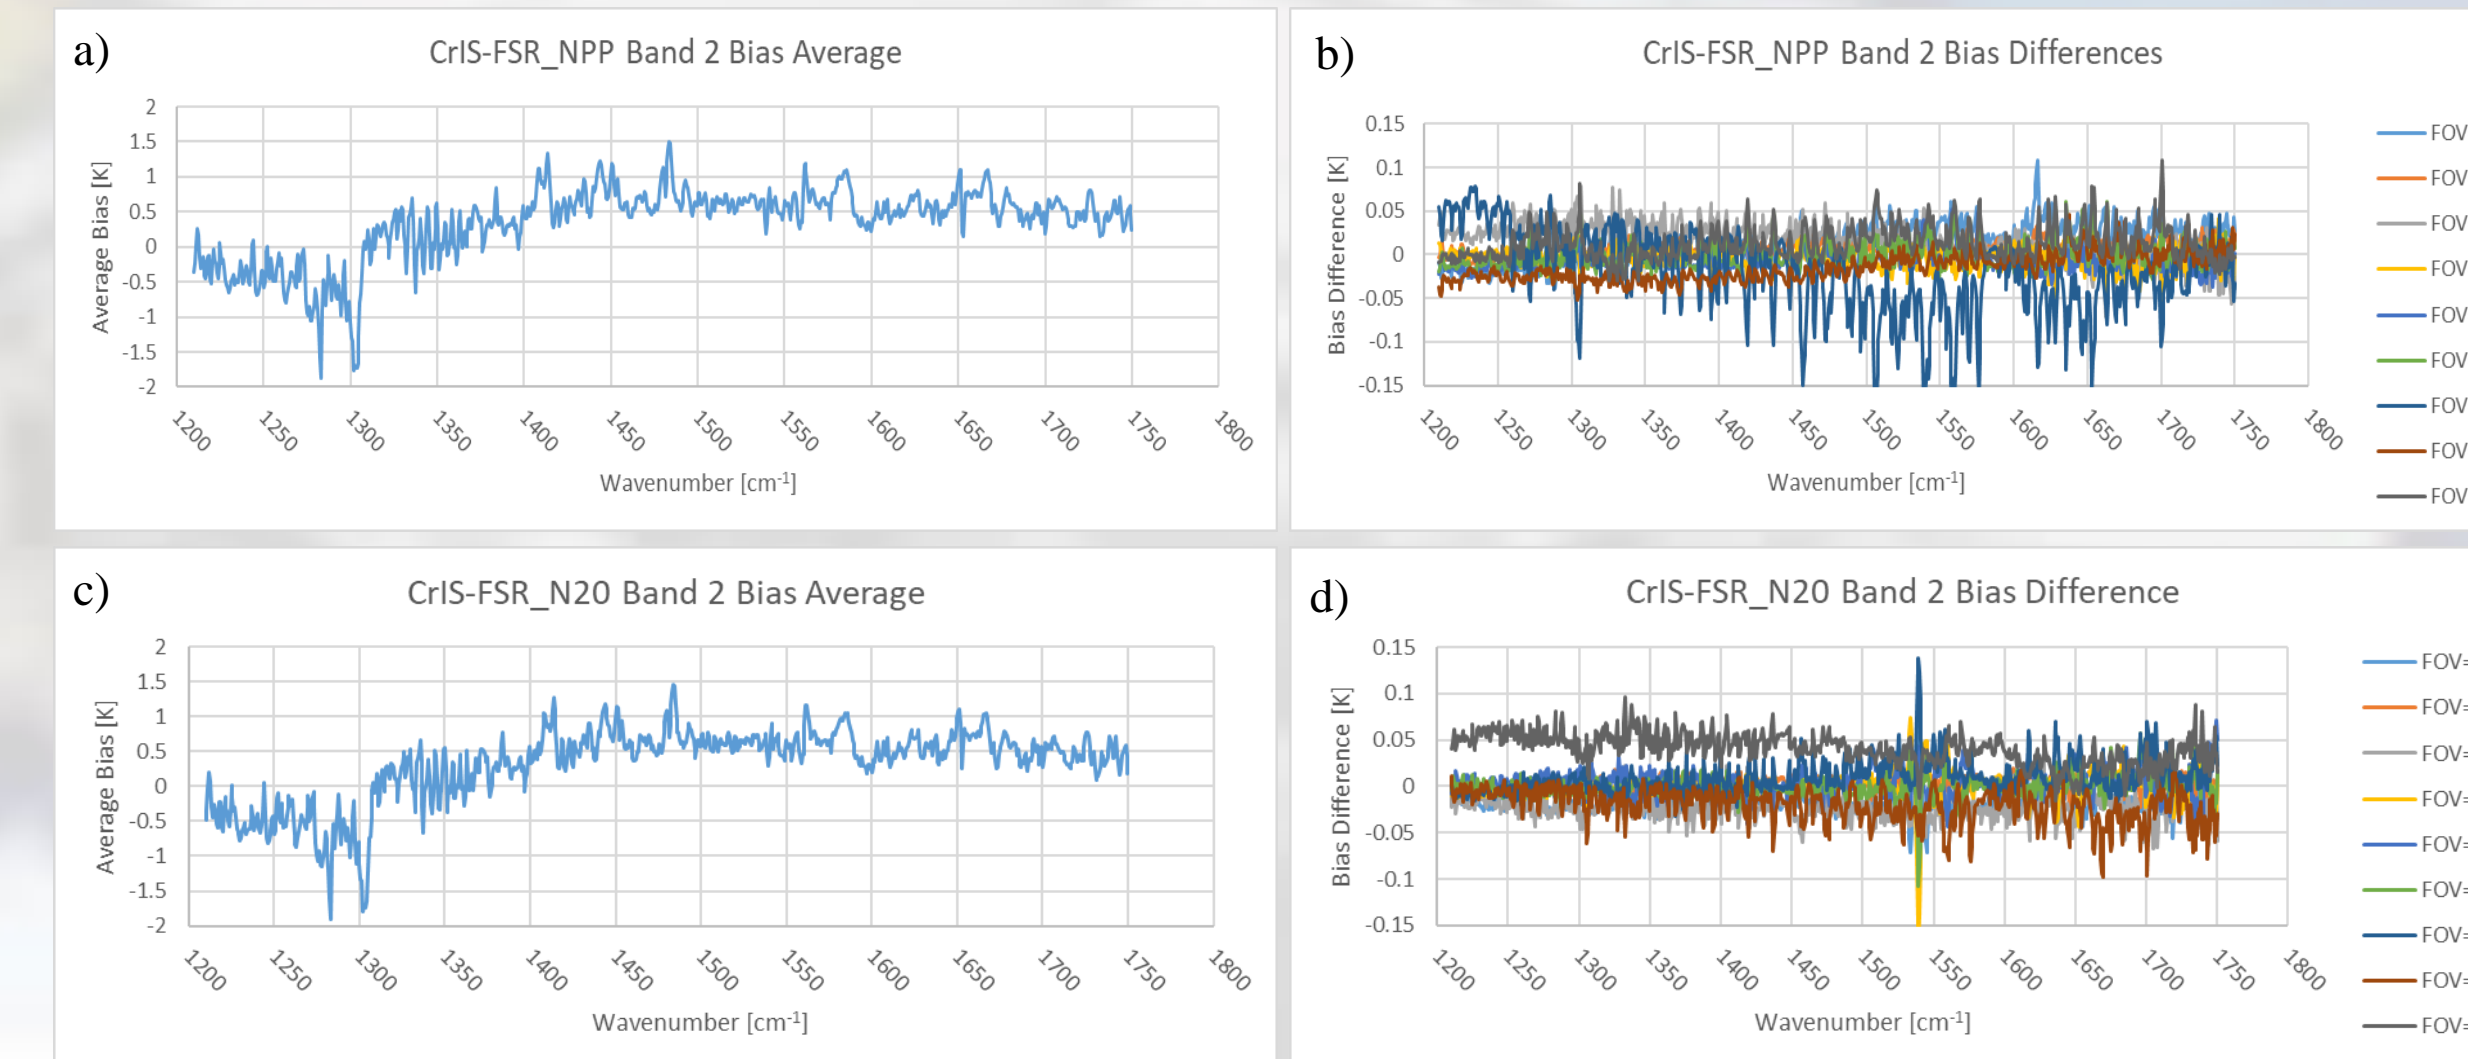 a)
CrIS-FSR_NPP Band 2 Bias Average
2
1.5
1
0.5
0
-0.5
-1
-1.5
-2
Average Bias [K]
1200 1250 1300 1350 1400 1450 1500 1550 1600 1650 1700 1750 1800
Wavenumber [cm-1]
b)
CrIS-FSR_NPP Band 2 Bias Differences
0.15
0.1
0.05
0
-0.05
-0.1
-0.15
Bias Difference [K]
1200 1250 1300 1350 1400 1450 1500 1550 1600 1650 1700 1750 1800
Wavenumber [cm-1]
FOV
FOV
FOV
FOV
FOV
FOV
FOV
FOV
FOV
c)
CrIS-FSR_N20 Band 2 Bias Average
2
1.5
1
0.5
0
-0.5
-1
-1.5
-2
Average Bias [K]
1200 1250 1300 1350 1400 1450 1500 1550 1600 1650 1700 1750 1800
Wavenumber [cm-1]
d)
CrIS-FSR_N20 Band 2 Bias Difference
0.15
0.1
0.05
0
-0.05
-0.1
-0.15
Bias Difference [K]
1200 1250 1300 1350 1400 1450 1500 1550 1600 1650 1700 1750 1800
Wavenumber [cm-1]
FOV=
FOV=
FOV=
FOV=
FOV=
FOV=
FOV=
FOV=
FOV=